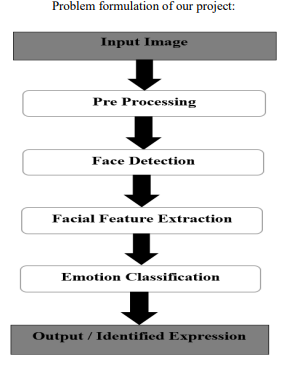 Problem formulation of our project:
Input Image
Pre Processing
Face Detection
Facial Feature Extraction
Emotion Classification
Output / Identified Expression